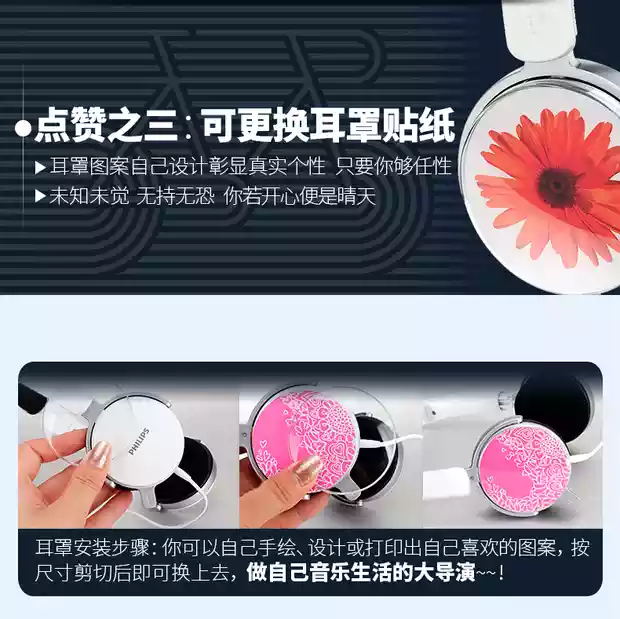 点赞之三：可更换耳罩贴纸
耳罩图案自己设计彰显真实个性 只要你够任性
未知未觉 无持无恐 你若开心便是晴天
PHILIPS
耳罩安装步骤：你可以自己手绘、设计或打印出自己喜欢的图案，按
尺寸剪切后即可换上去，做自己音乐生活的大导演~~！